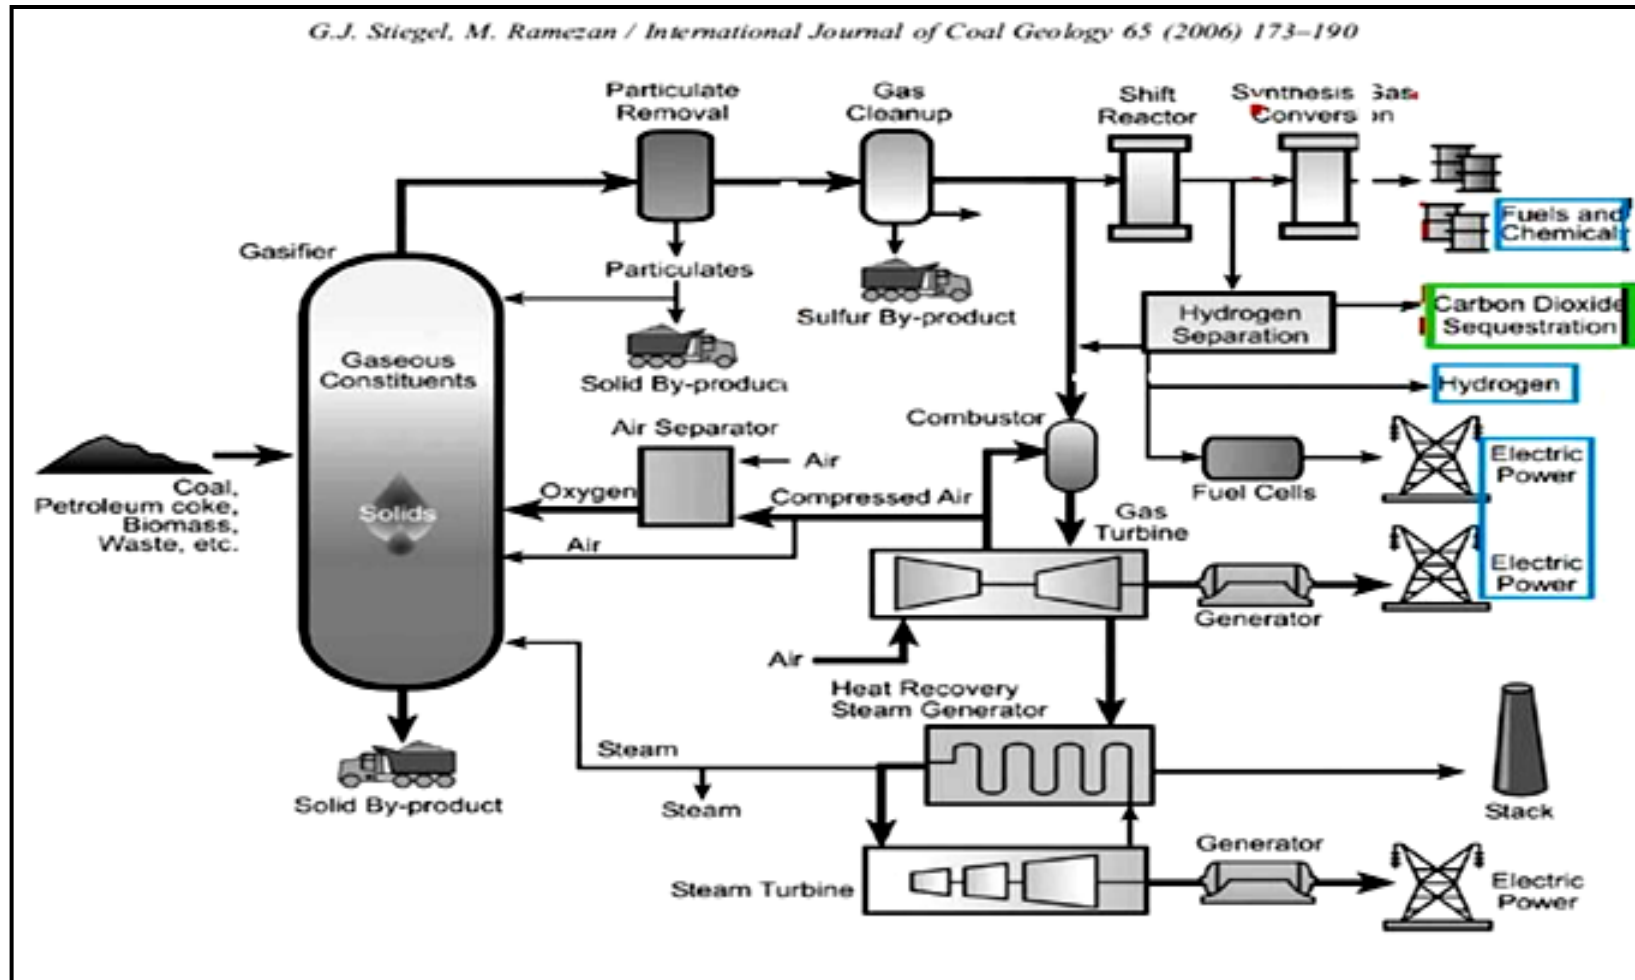 G.J. Stiegel, M. Ramezan / International Journal of Coal Geology 65 (2006) 173–190
Particulate
Removal
Gas
Cleanup
Shift
Reactor
Synthesis Gas
Conversion
Fuels and
Chemicals
Gasifier
Particulates
Sulfur By-product
Solid By-product
Hydrogen
Separation
Carbon Dioxide
Sequestration
Hydrogen
Gaseous
Constituents
Air Separator
Air
Combustor
Fuel Cells
Electric
Power
Coal,
Petroleum coke,
Biomass,
Waste, etc.
Solids
Oxygen
Compressed Air
Air
Gas
Turbine
Generator
Electric
Power
Air
Heat Recovery
Steam Generator
Steam
Steam
Solid By-product
Stack
Steam Turbine
Generator
Electric
Power